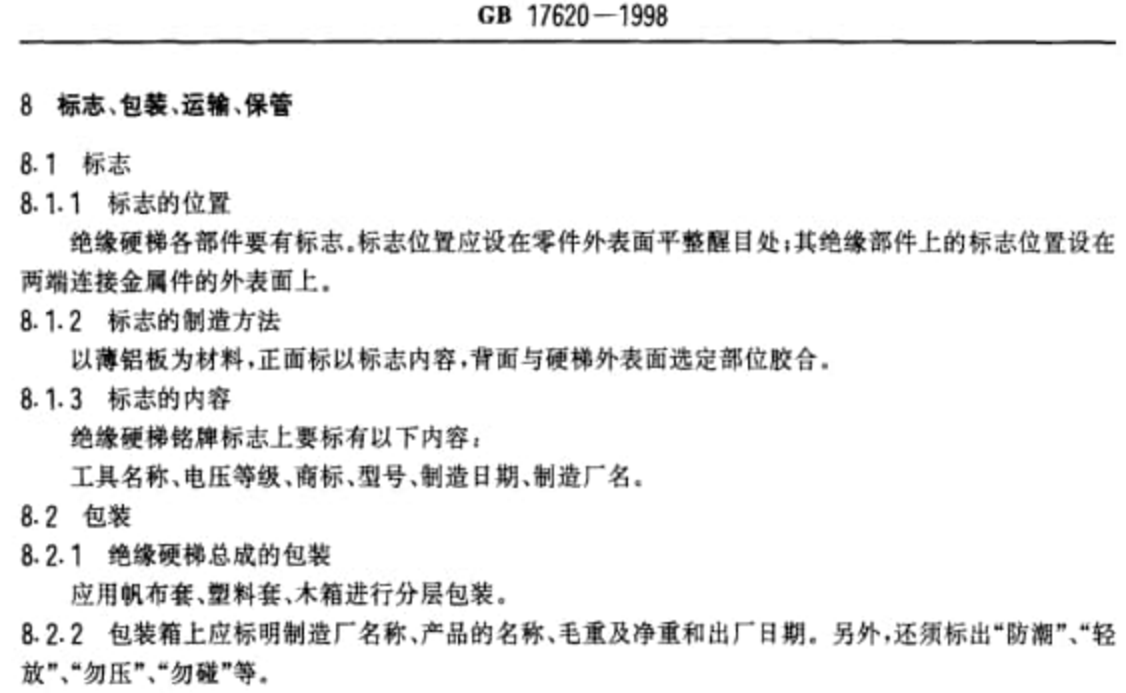 GB 17620—1998
8 标志、包装、运输、保管
8.1 标志
8.1.1 标志的位置
绝缘硬梯各部件要有标志。标志位置应设在零件外表面平整醒目处;其绝缘部件上的标志位置设在
两端连接金属件的外表面上。
8.1.2 标志的制造方法
以薄铝板为材料,正面标以标志内容,背面与硬梯外表面选定部位胶合。
8.1.3 标志的内容
绝缘硬梯铭牌标志上要标有以下内容:
工具名称、电压等级、商标、型号、制造日期、制造厂名。
8.2 包装
8.2.1 绝缘硬梯总成的包装
应用帆布套、塑料套、木箱进行分层包装。
8.2.2 包装箱上应标明制造厂名称、产品的名称、毛重及净重和出厂日期。另外,还须标出“防潮”、“轻
放”、“勿压”、“勿碰”等。